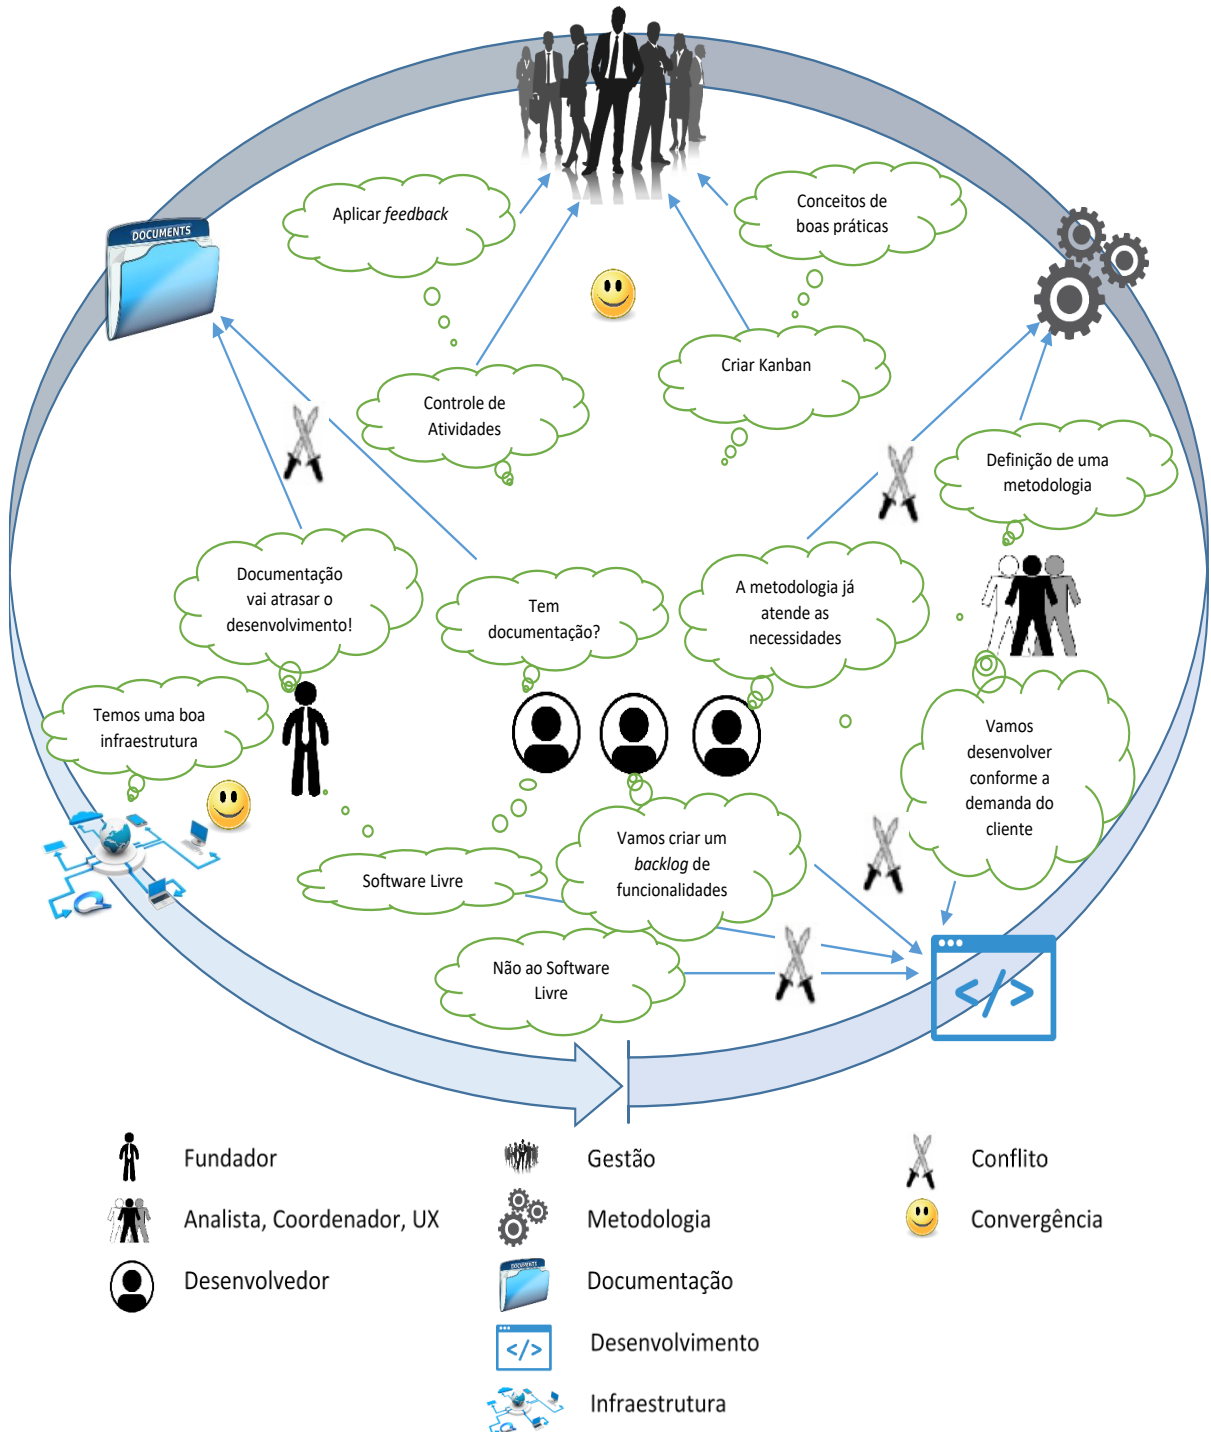 DOCUMENTS
Aplicar feedback
Conceitos de
boas práticas
Criar Kanban
Controle de
Atividades
Definição de uma
metodologia
Documentação
vai atrasar o
desenvolvimento!
Tem
documentação?
A metodologia já
atende as
necessidades
Temos uma boa
infraestrutura
Vamos
desenvolver
conforme a
demanda do
cliente
Software Livre
Vamos criar um
backlog de
funcionalidades
Não ao Software
Livre
</>
Fundador
Gestão
Conflito
Analista, Coordenador, UX
Metodologia
Convergência
Desenvolvedor
DOCUMENTS
Documentação
</>
Desenvolvimento
Infraestrutura